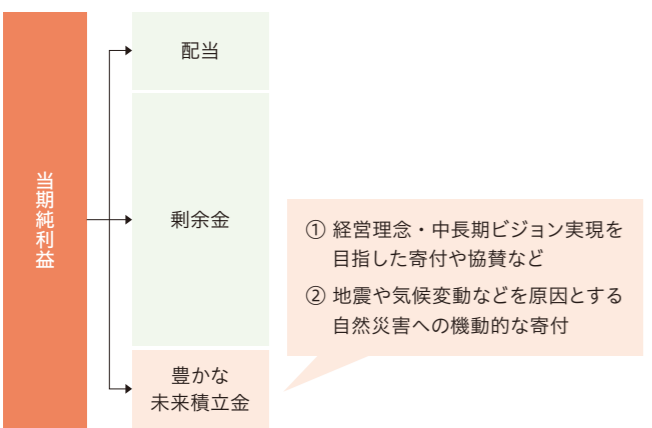 当期純利益
配当
剰余金
豊かな
未来積立金
① 経営理念・中長期ビジョン実現を
目指した寄付や協賛など
② 地震や気候変動などを原因とする
自然災害への機動的な寄付